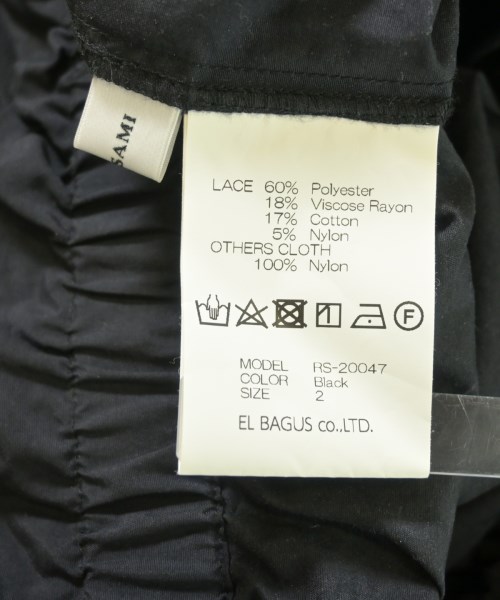 SAMI
LACE 60% Polyester
18% Viscose Rayon
17% Cotton
5% Nylon
OTHERS CLOTH
100% Nylon
F
MODEL RS-20047
COLOR Black
SIZE 2
EL BAGUS co.,LTD.